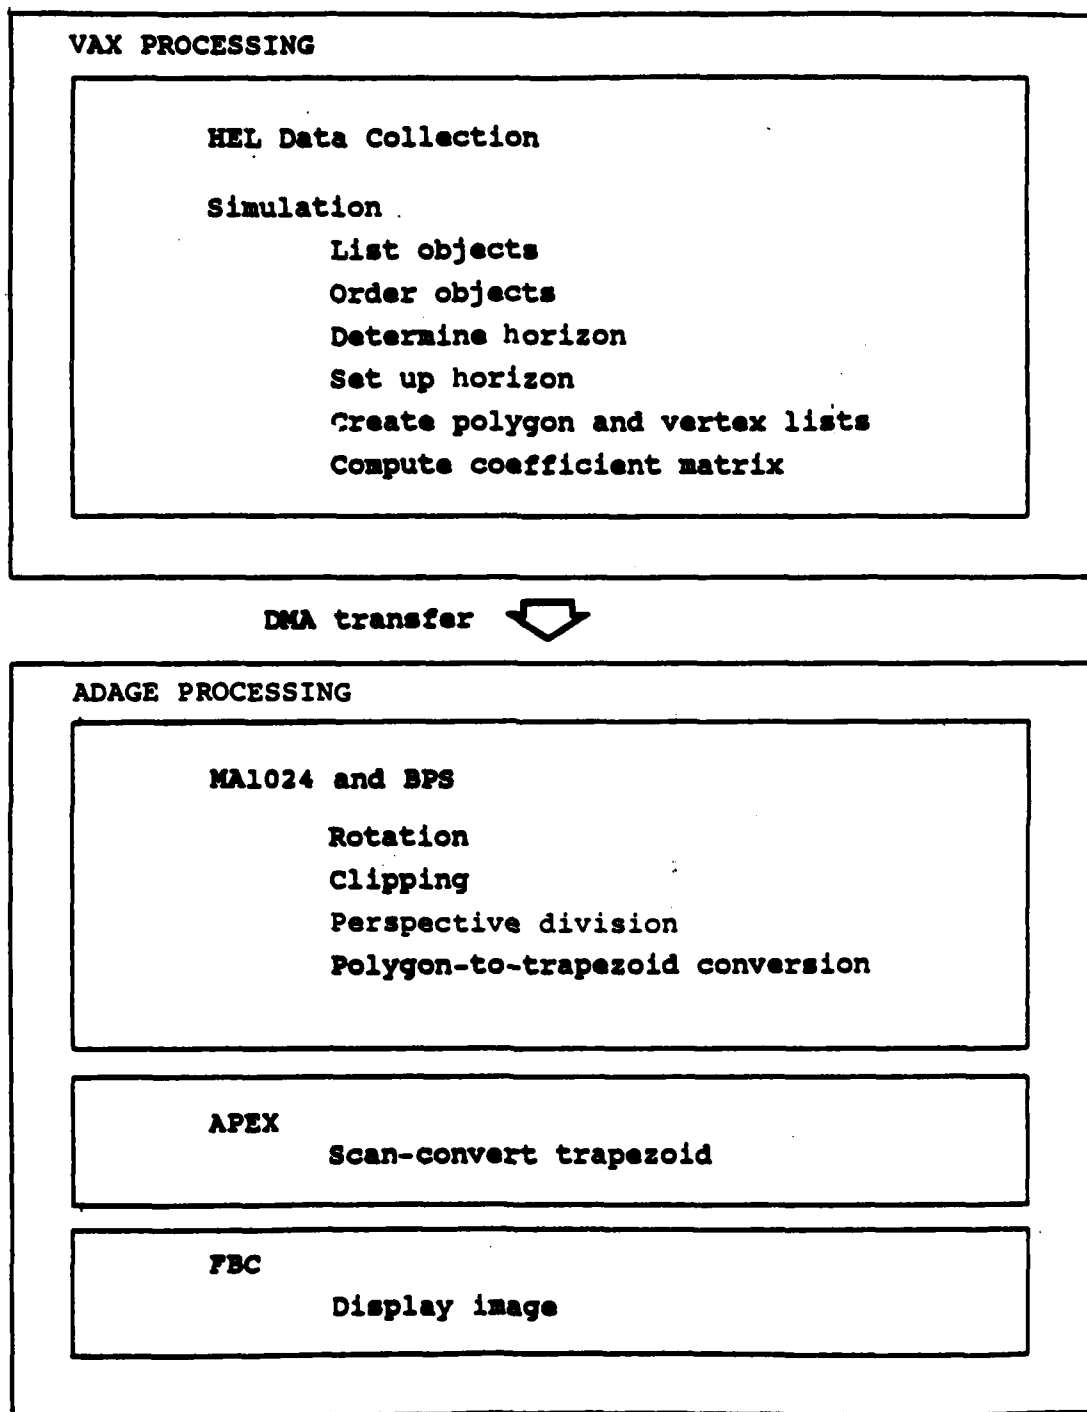 VAX PROCESSING
HEL Data Collection
Simulation
List objects
Order objects
Determine horizon
Set up horizon
Create polygon and vertex lists
Compute coefficient matrix
DMA transfer
ADAGE PROCESSING
MA1024 and BPS
Rotation
Clipping
Perspective division
Polygon-to-trapezoid conversion
APEX
Scan-convert trapezoid
FBC
Display image